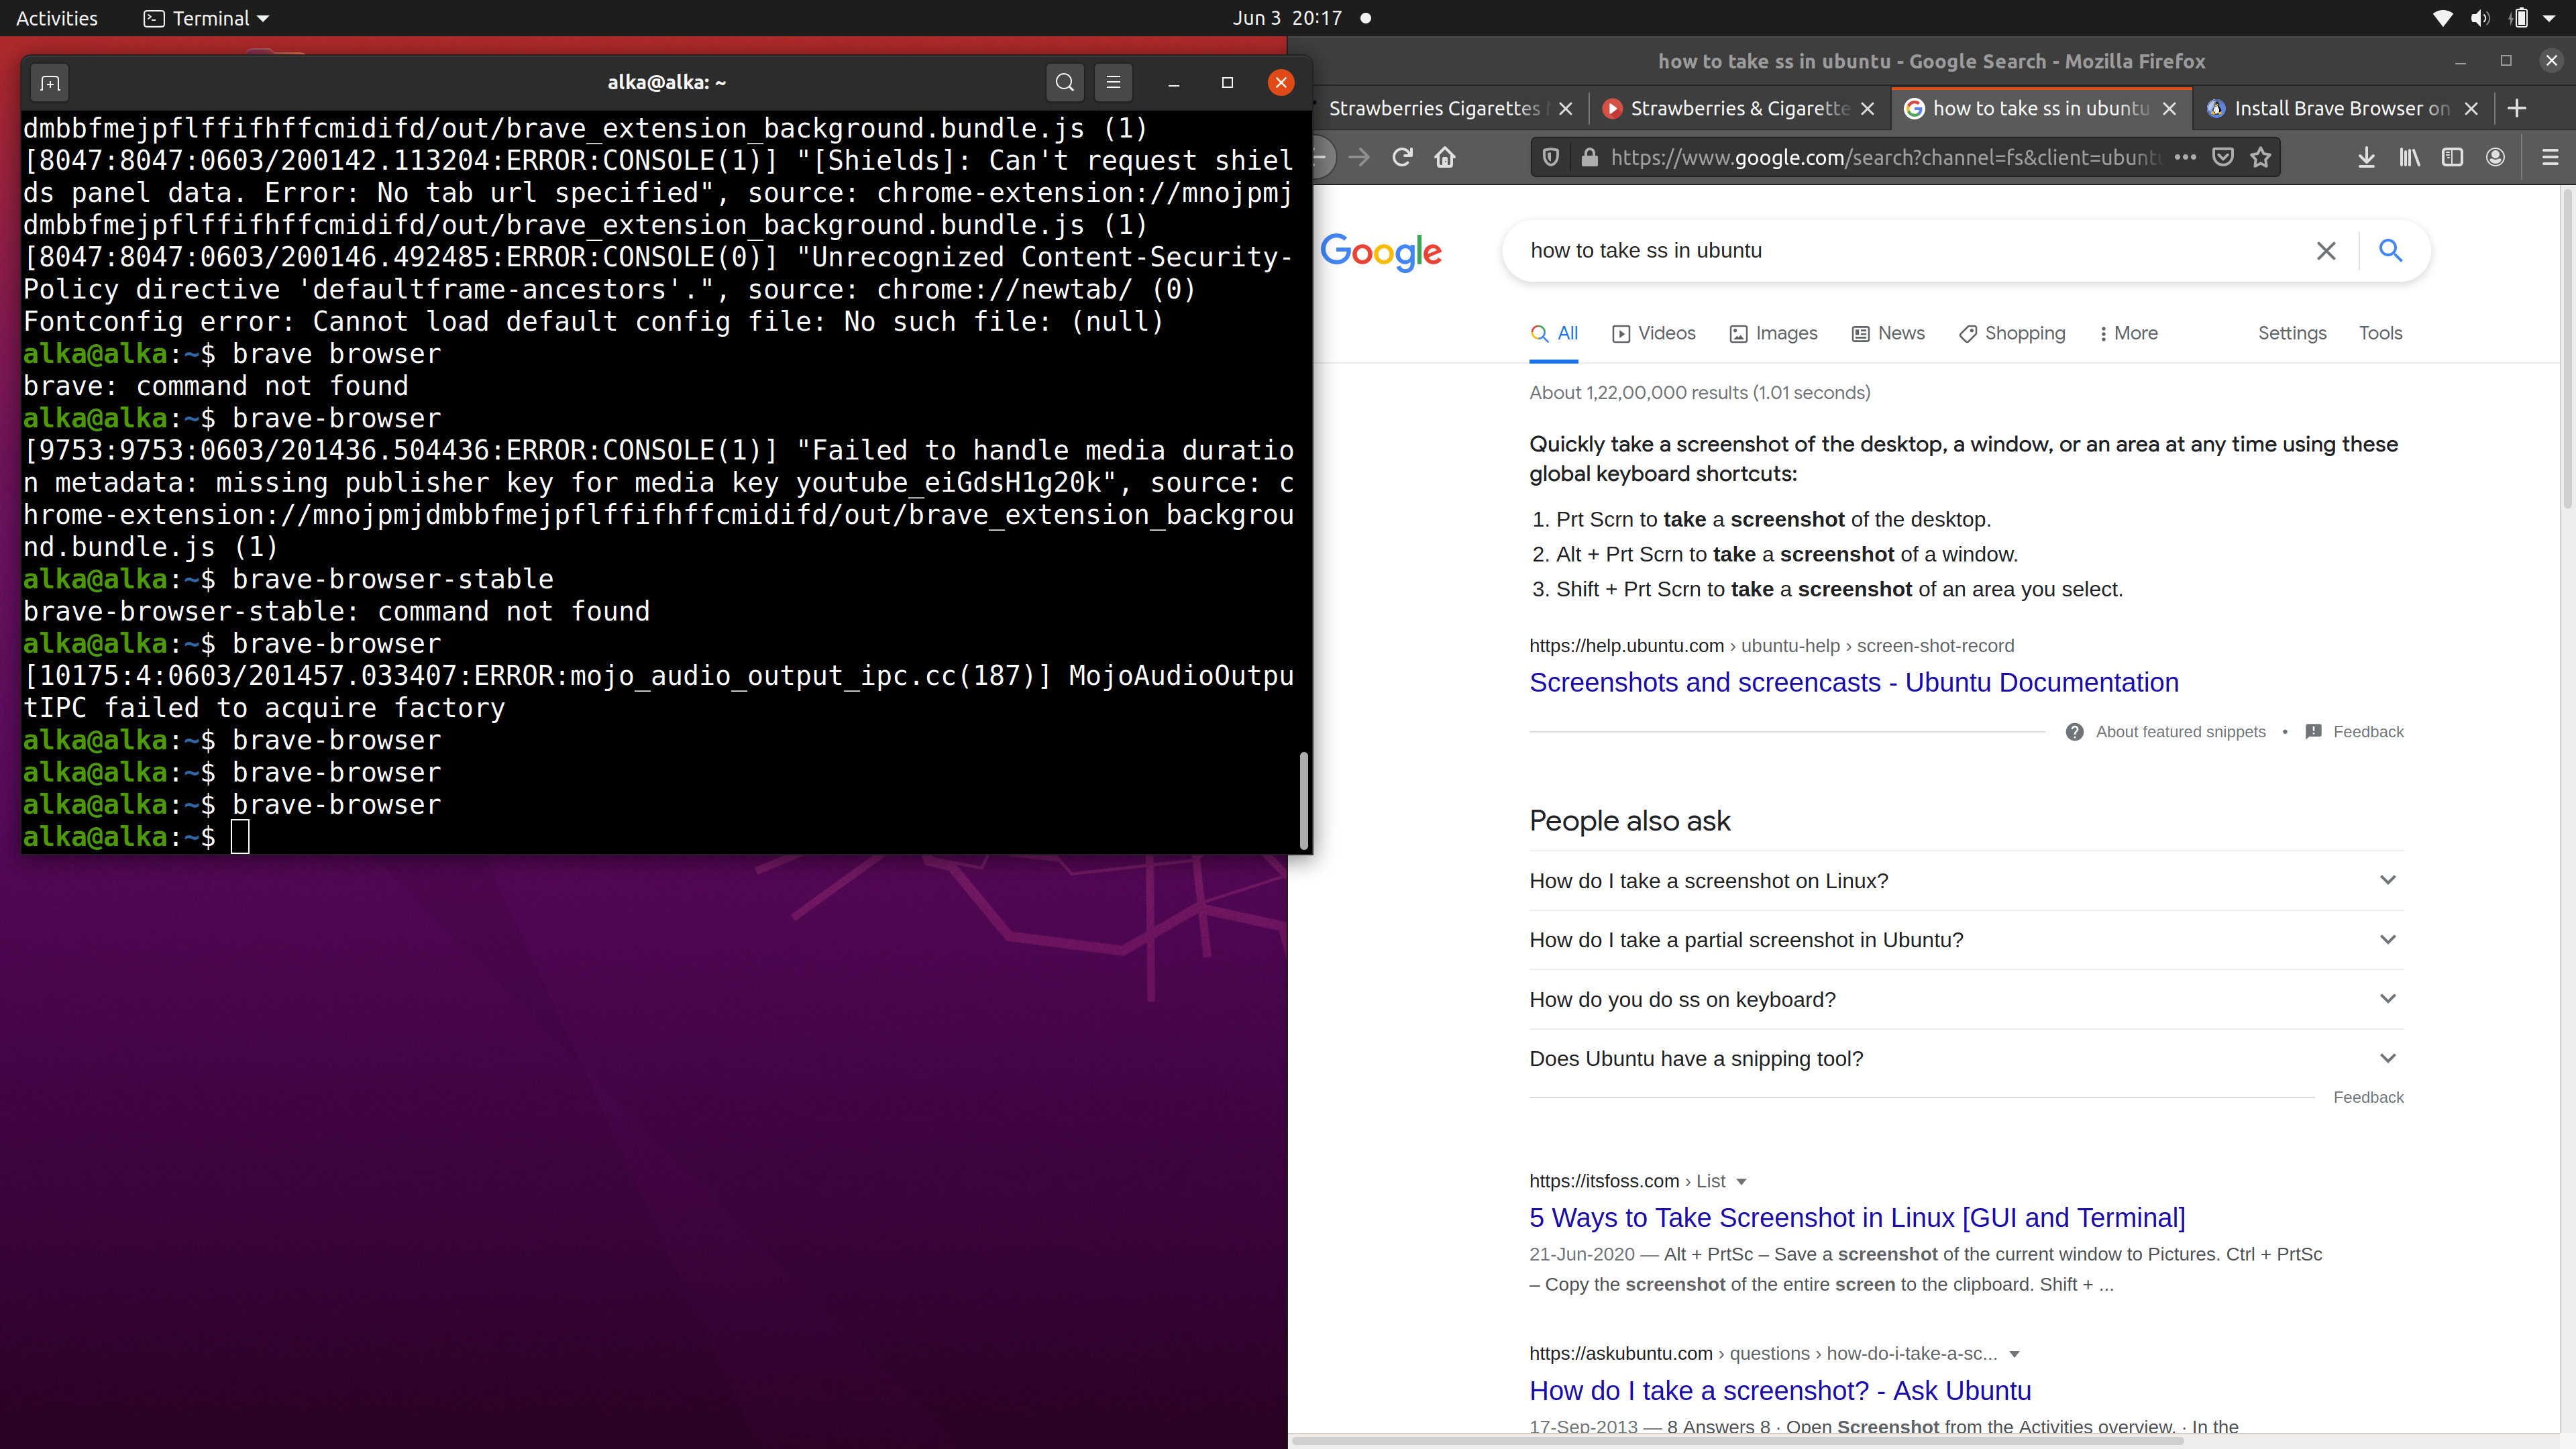 Activities
Terminal
Jun 3 20:17
alka@alka: ~
dmbbfmejpflffifhffcmidifd/out/brave_extension_background.bundle.js (1)
[8047:8047:0603/200142.113204:ERROR:CONSOLE(1)] "[Shields]: Can't request shiel
ds panel data. Error: No tab url specified", source: chrome-extension://mnojpmj
dmbbfmejpflffifhffcmidifd/out/brave_extension_background.bundle.js (1)
[8047:8047:0603/200146.492485:ERROR:CONSOLE(0)] "Unrecognized Content-Security-
Policy directive 'defaultframe-ancestors'.", source: chrome://newtab/ (0)
Fontconfig error: Cannot load default config file: No such file: (null)
alka@alka:~$ brave browser
brave: command not found
alka@alka:~$ brave-browser
[9753:9753:0603/201436.504436:ERROR:CONSOLE(1)] "Failed to handle media duratio
n metadata: missing publisher key for media key youtube_eiGdsH1g20k", source: c
hrome-extension://mnojpmjdmbbfmejpflffifhffcmidifd/out/brave_extension_backgrou
nd.bundle.js (1)
alka@alka:~$ brave-browser-stable
brave-browser-stable: command not found
alka@alka:~$ brave-browser
[10175:4:0603/201457.033407:ERROR:mojo_audio_output_ipc.cc(187)] MojoAudioOutpu
tIPC failed to acquire factory
alka@alka:~$ brave-browser
alka@alka:~$ brave-browser
alka@alka:~$ brave-browser
alka@alka:~$
how to take ss in ubuntu - Google Search - Mozilla Firefox
Strawberries Cigarettes
Strawberries & Cigarette
how to take ss in ubuntu
Install Brave Browser on
https://www.google.com/search?channel=fs&client=ubuntu
Google
how to take ss in ubuntu
All
Videos
Images
News
Shopping
More
Settings
Tools
About 1,22,00,000 results (1.01 seconds)
Quickly take a screenshot of the desktop, a window, or an area at any time using these
global keyboard shortcuts:
1. Prt Scrn to take a screenshot of the desktop.
2. Alt + Prt Scrn to take a screenshot of a window.
3. Shift + Prt Scrn to take a screenshot of an area you select.
https://help.ubuntu.com › ubuntu-help › screen-shot-record
Screenshots and screencasts - Ubuntu Documentation
About featured snippets • Feedback
People also ask
How do I take a screenshot on Linux?
How do I take a partial screenshot in Ubuntu?
How do you do ss on keyboard?
Does Ubuntu have a snipping tool?
Feedback
https://itsfoss.com › List
5 Ways to Take Screenshot in Linux [GUI and Terminal]
21-Jun-2020 — Alt + PrtSc – Save a screenshot of the current window to Pictures. Ctrl + PrtSc
– Copy the screenshot of the entire screen to the clipboard. Shift + ...
https://askubuntu.com › questions › how-do-i-take-a-sc...
How do I take a screenshot? - Ask Ubuntu
17-Sep-2013 — 8 Answers 8 · Open Screenshot from the Activities overview. · In the